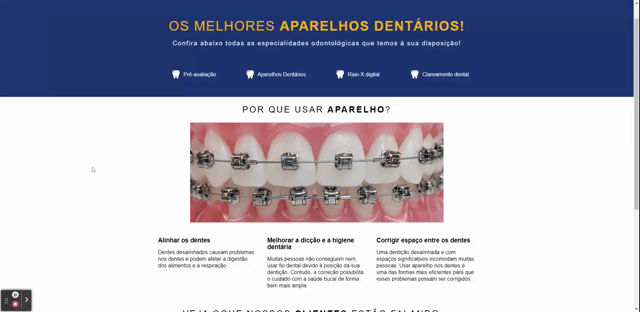 OS MELHORES APARELHOS DENTÁRIOS!
Confira abaixo todas as especialidades odontológicas que temos à sua disposição!
Pré-avaliação
Aparelhos Dentários
Raio-X digital
Clareamento dental
POR QUE USAR APARELHO?
Alinhar os dentes
Dentes desalinhados causam problemas
nos dentes e podem afetar a digestão
dos alimentos e a respiração
Melhorar a dicção e a higiene
dentária
Muitas pessoas não conseguem nem
usar fio dental devido à posição da sua
dentição. Contudo, a correção possibilita
o cuidado com a saúde bucal de forma
bem mais ampla
Corrigir espaço entre os dentes
Uma dentição desalinhada e com
espaços significativos incomodam muitas
pessoas. Usar aparelho nos dentes é
uma das formas mais eficientes para que
esses problemas possam ser corrigidos.
VEJA QUE NOSSOS CLIENTES ESTÃO FALANDO